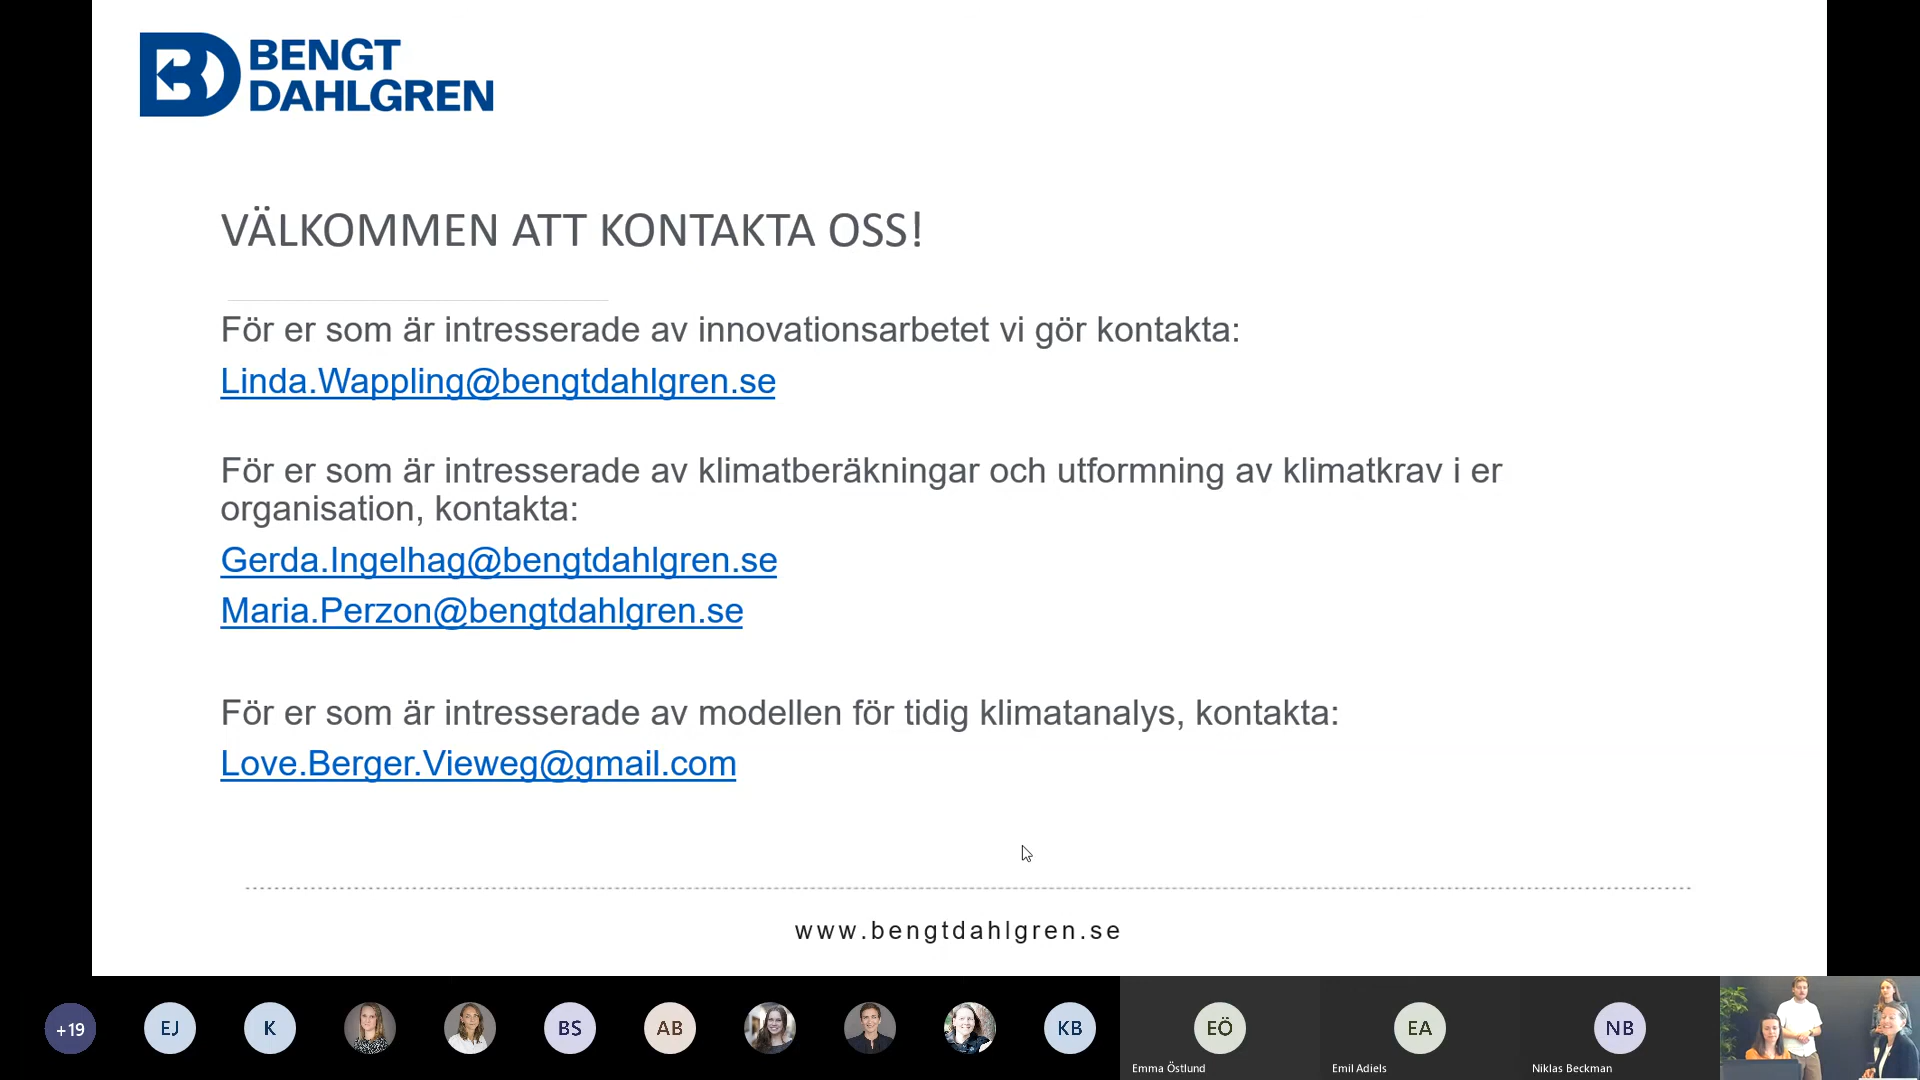 BENGT
DAHLGREN
VÄLKOMMEN ATT KONTAKTA OSS!
För er som är intresserade av innovationsarbetet vi gör kontakta:
Linda.Wappling@bengtdahlgren.se
För er som är intresserade av klimatberäkningar och utformning av klimatkrav i er
organisation, kontakta:
Gerda.Ingelhag@bengtdahlgren.se
Maria.Perzon@bengtdahlgren.se
För er som är intresserade av modellen för tidig klimatanalys, kontakta:
Love.Berger.Vieweg@gmail.com
www.bengtdahlgren.se
+19
EJ
K
BS
AB
KB
EÖ
EA
NB
Emma Östlund
Emil Adiels
Niklas Beckman